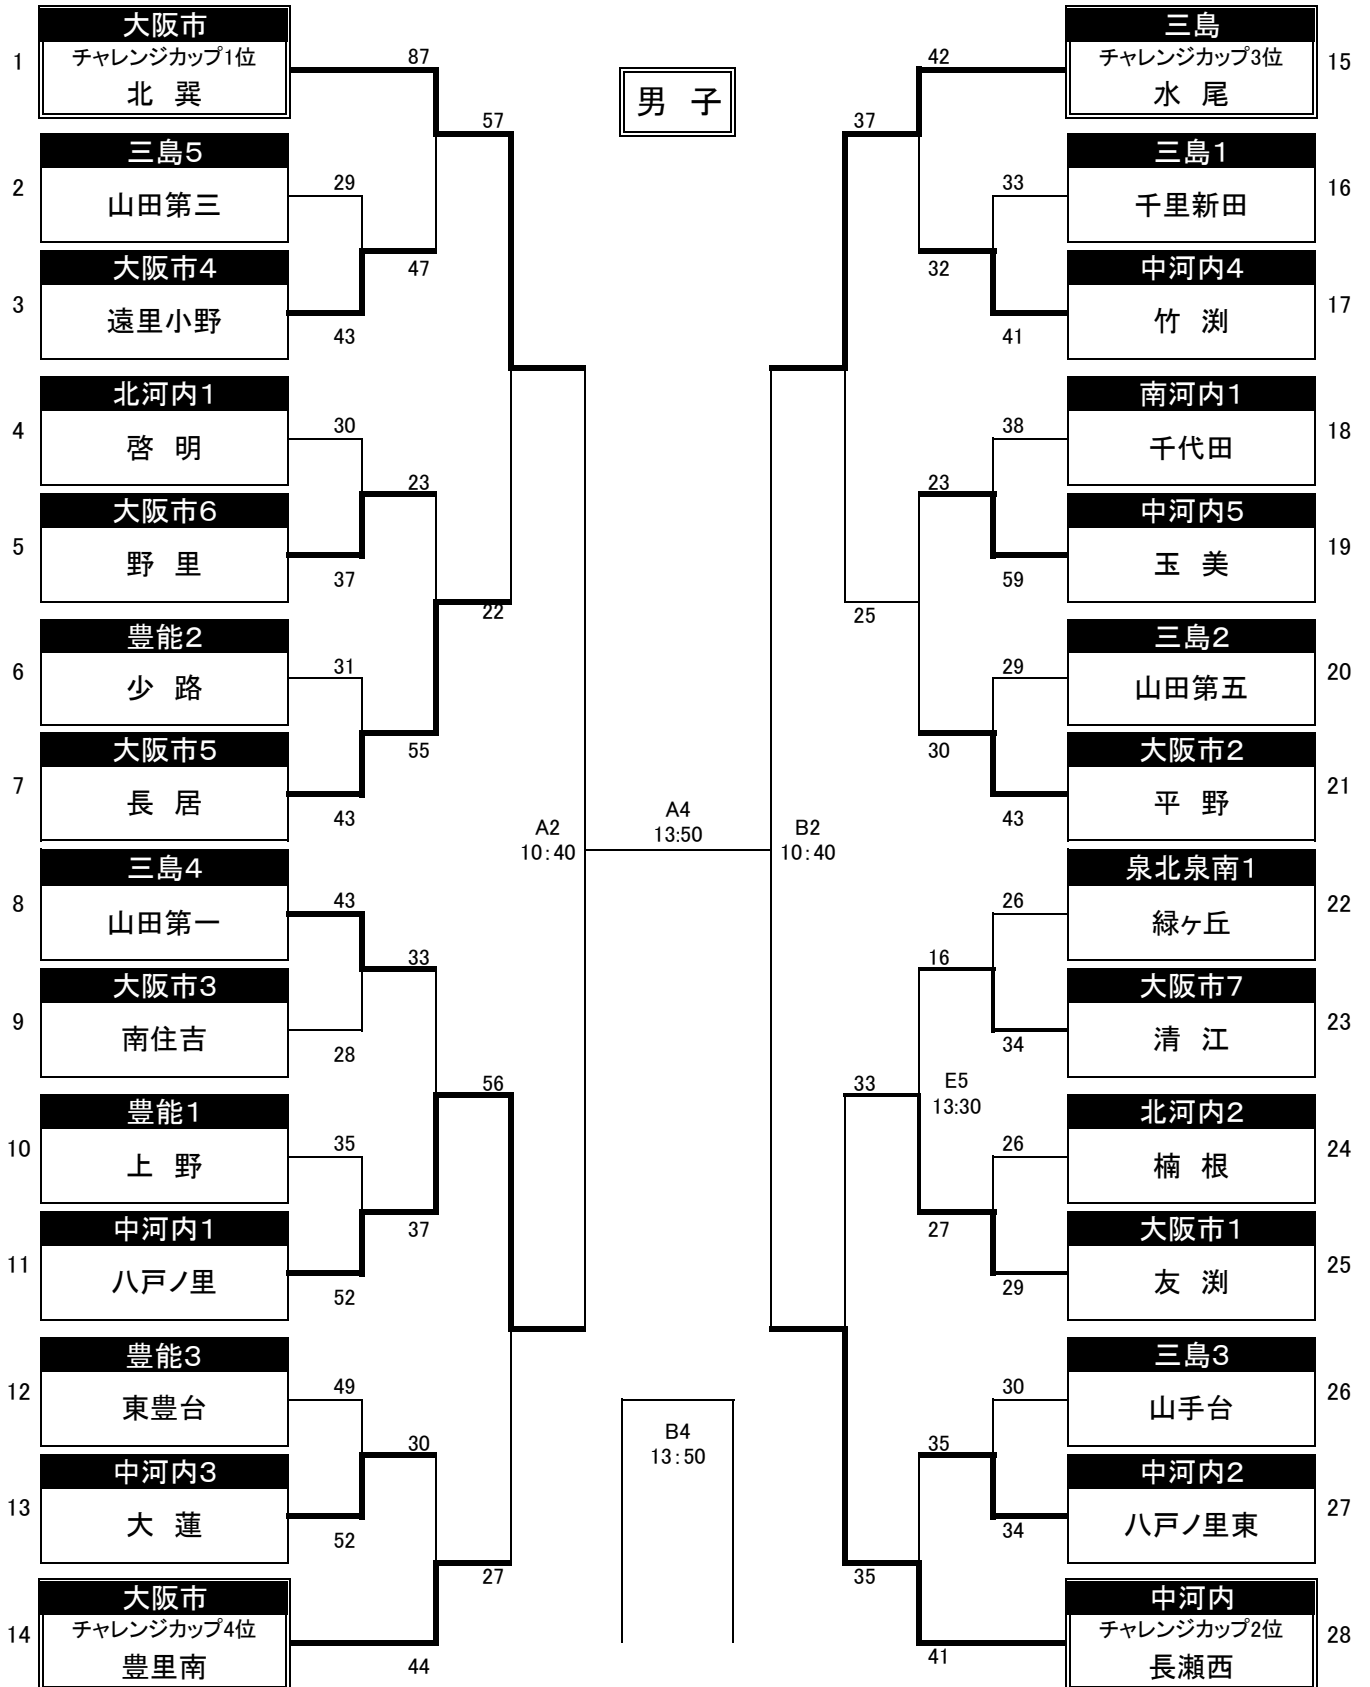 男 子
1
大阪市
チャレンジカップ1位
北 巽
87
57
2
三島5
山田第三
29
47
3
大阪市4
遠里小野
43
4
北河内1
啓 明
30
23
5
大阪市6
野 里
37
22
6
豊能2
少 路
31
55
7
大阪市5
長 居
43
8
三島4
山田第一
43
33
9
大阪市3
南住吉
28
56
10
豊能1
上 野
35
37
11
中河内1
八戸ノ里
52
12
豊能3
東豊台
49
30
13
中河内3
大 蓮
52
27
14
大阪市
チャレンジカップ4位
豊里南
44
A2
10:40
A4
13:50
B2
10:40
B4
13:50
三島
チャレンジカップ3位
水 尾
15
42
37
三島1
千里新田
16
33
32
中河内4
竹 渕
17
41
南河内1
千代田
18
38
23
中河内5
玉 美
19
59
25
三島2
山田第五
20
29
30
大阪市2
平 野
21
43
泉北泉南1
緑ヶ丘
22
26
16
大阪市7
清 江
23
34
33
E5
13:30
北河内2
楠 根
24
26
27
大阪市1
友 渕
25
29
三島3
山手台
26
30
35
中河内2
八戸ノ里東
27
34
35
中河内
チャレンジカップ2位
長瀬西
28
41